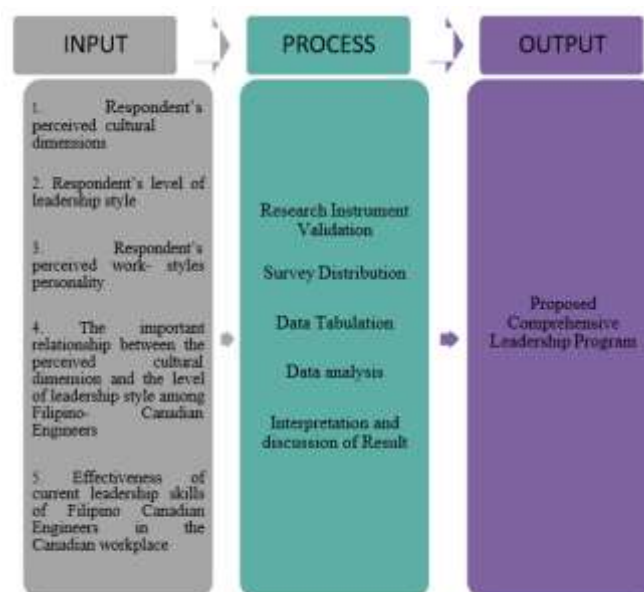 INPUT
PROCESS
OUTPUT
1. Respondent's
perceived cultural
dimensions
2. Respondent's level of
leadership style
3. Respondent's
perceived work- styles
personality
4. The important
relationship between the
perceived cultural
dimension and the level
of leadership style among
Filipino- Canadian
Engineers
5. Effectiveness of
current leadership skills
of Filipino Canadian
Engineers in the
Canadian workplace
Research Instrument
Validation
Survey Distribution
Data Tabulation
Data analysis
Interpretation and
discussion of Result
Proposed
Comprehensive
Leadership Program